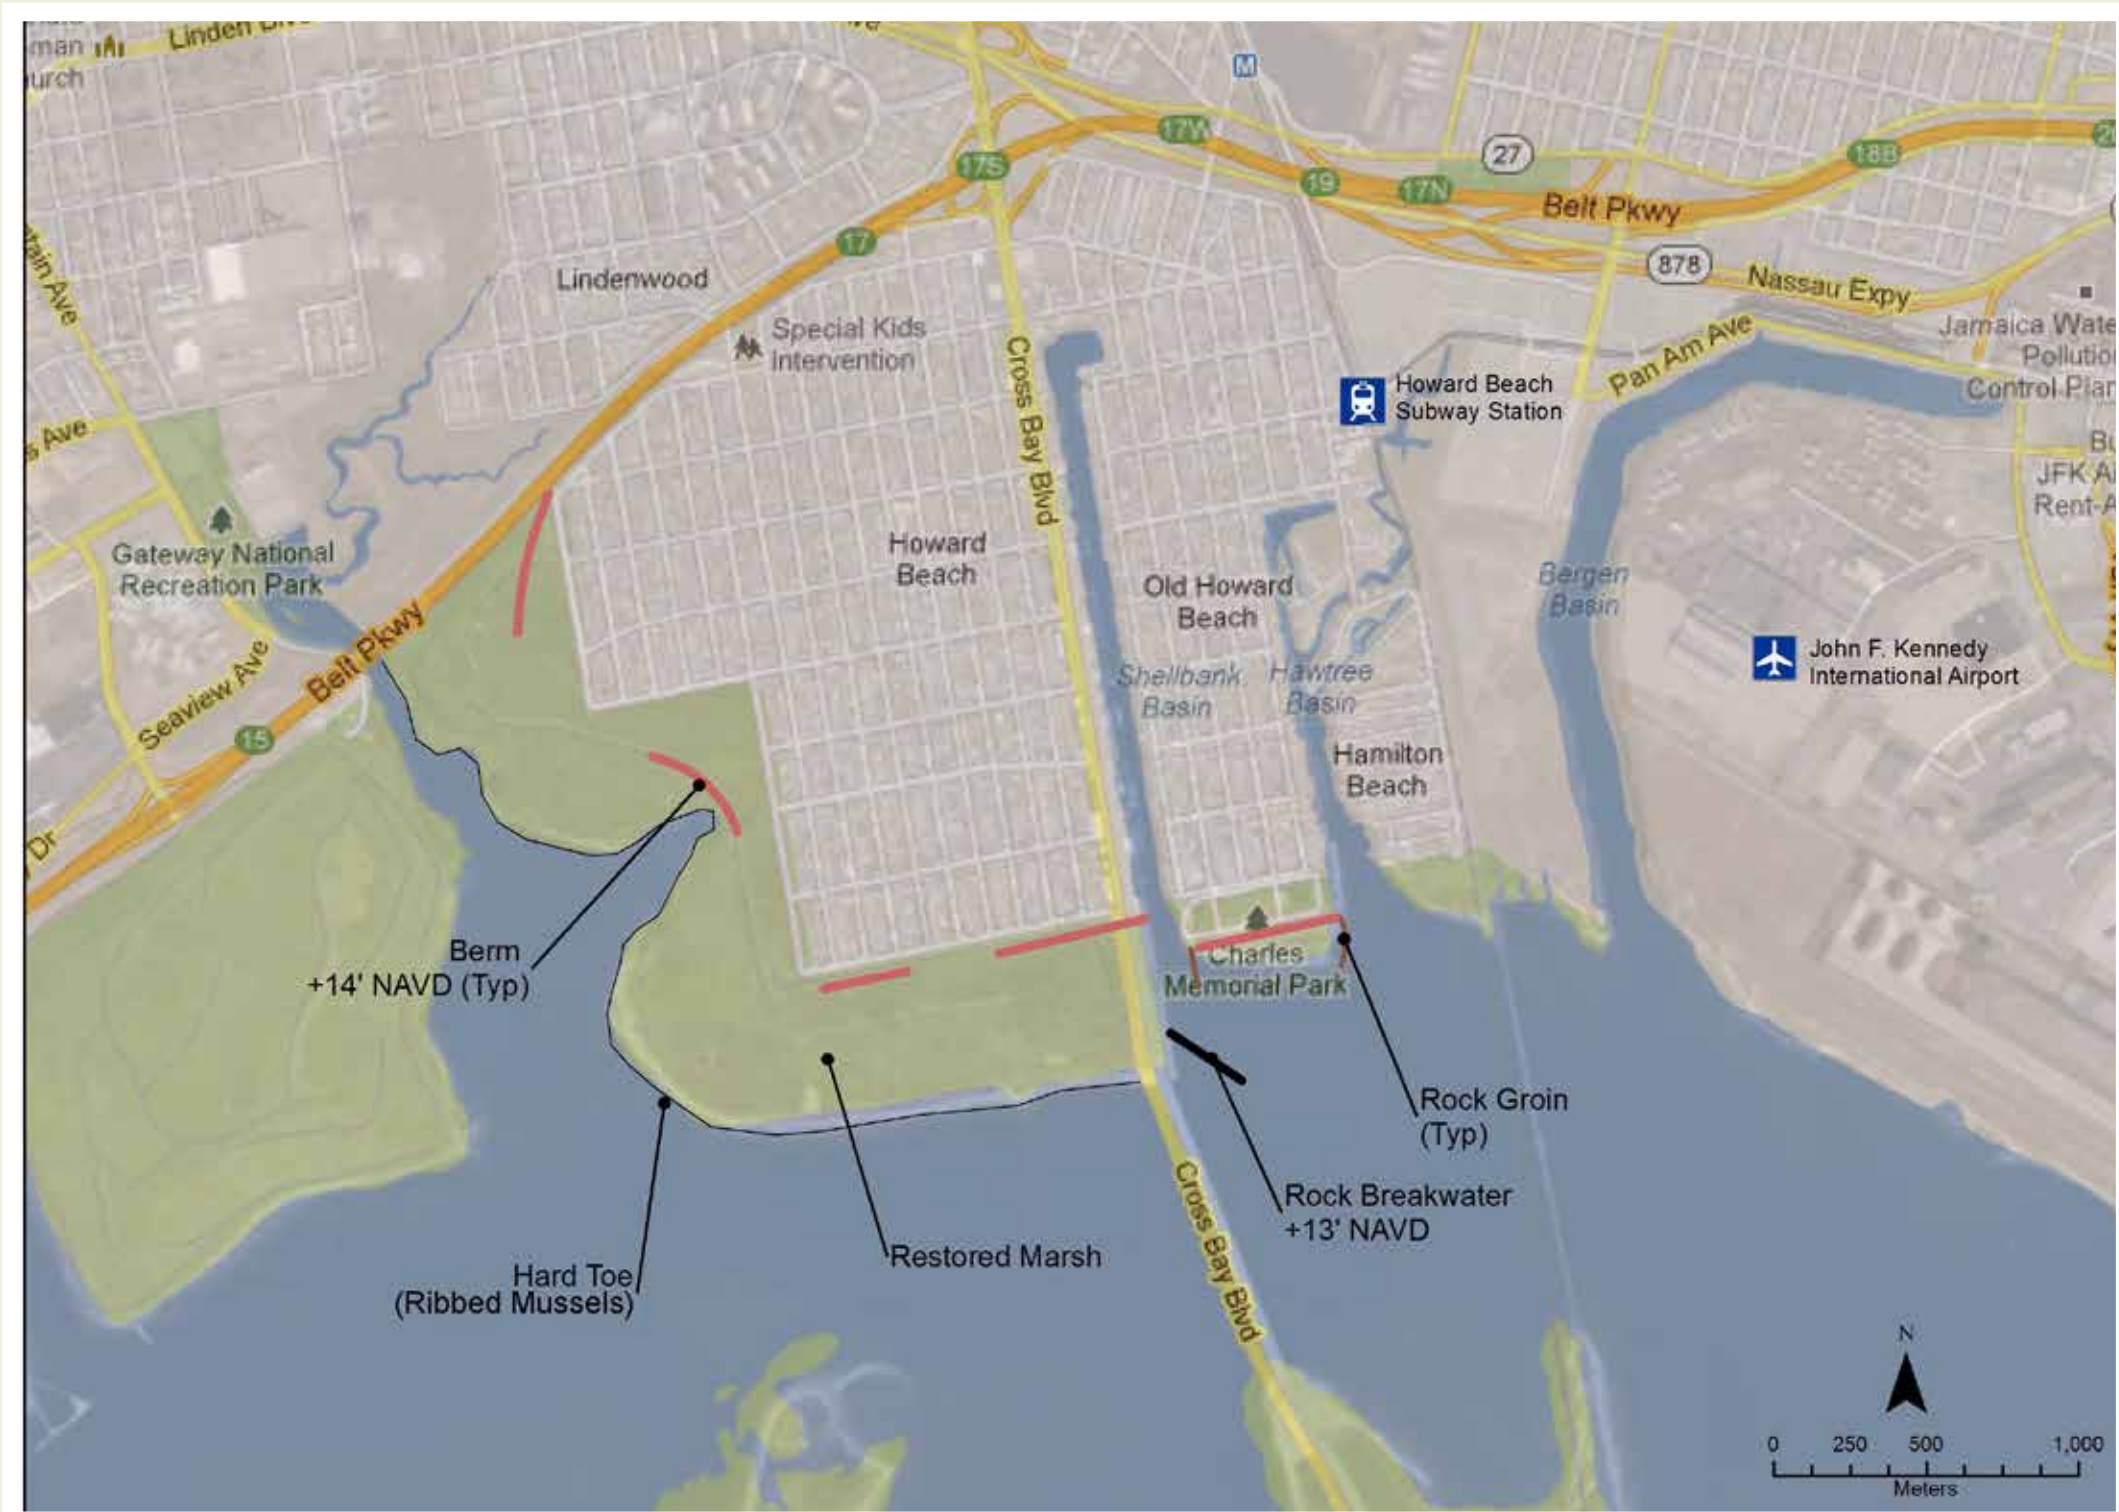 Linden
17W
27
17S
18B
19
17N
Belt Pkwy
17
878
Nassau Expy
Lindenwood
Special Kids
Intervention
Cross Bay Blvd
Pan Am Ave
Jamaica
Control
Howard Beach
Subway Station
JFK
Ave
Gateway National
Recreation Park
Howard
Beach
Old Howard
Beach
Bergen
Basin
Belt Pkwy
Seaview Ave
Shellbank
Basin
Hawtree
Basin
John F. Kennedy
International Airport
15
Hamilton
Beach
Dr
Berm
+14' NAVD (Typ)
Charles
Memorial Park
Rock Groin
(Typ)
Rock Breakwater
+13' NAVD
Cross Bay Blvd
Restored Marsh
Hard Toe
(Ribbed Mussels)
N
0 250 500 1,000
Meters